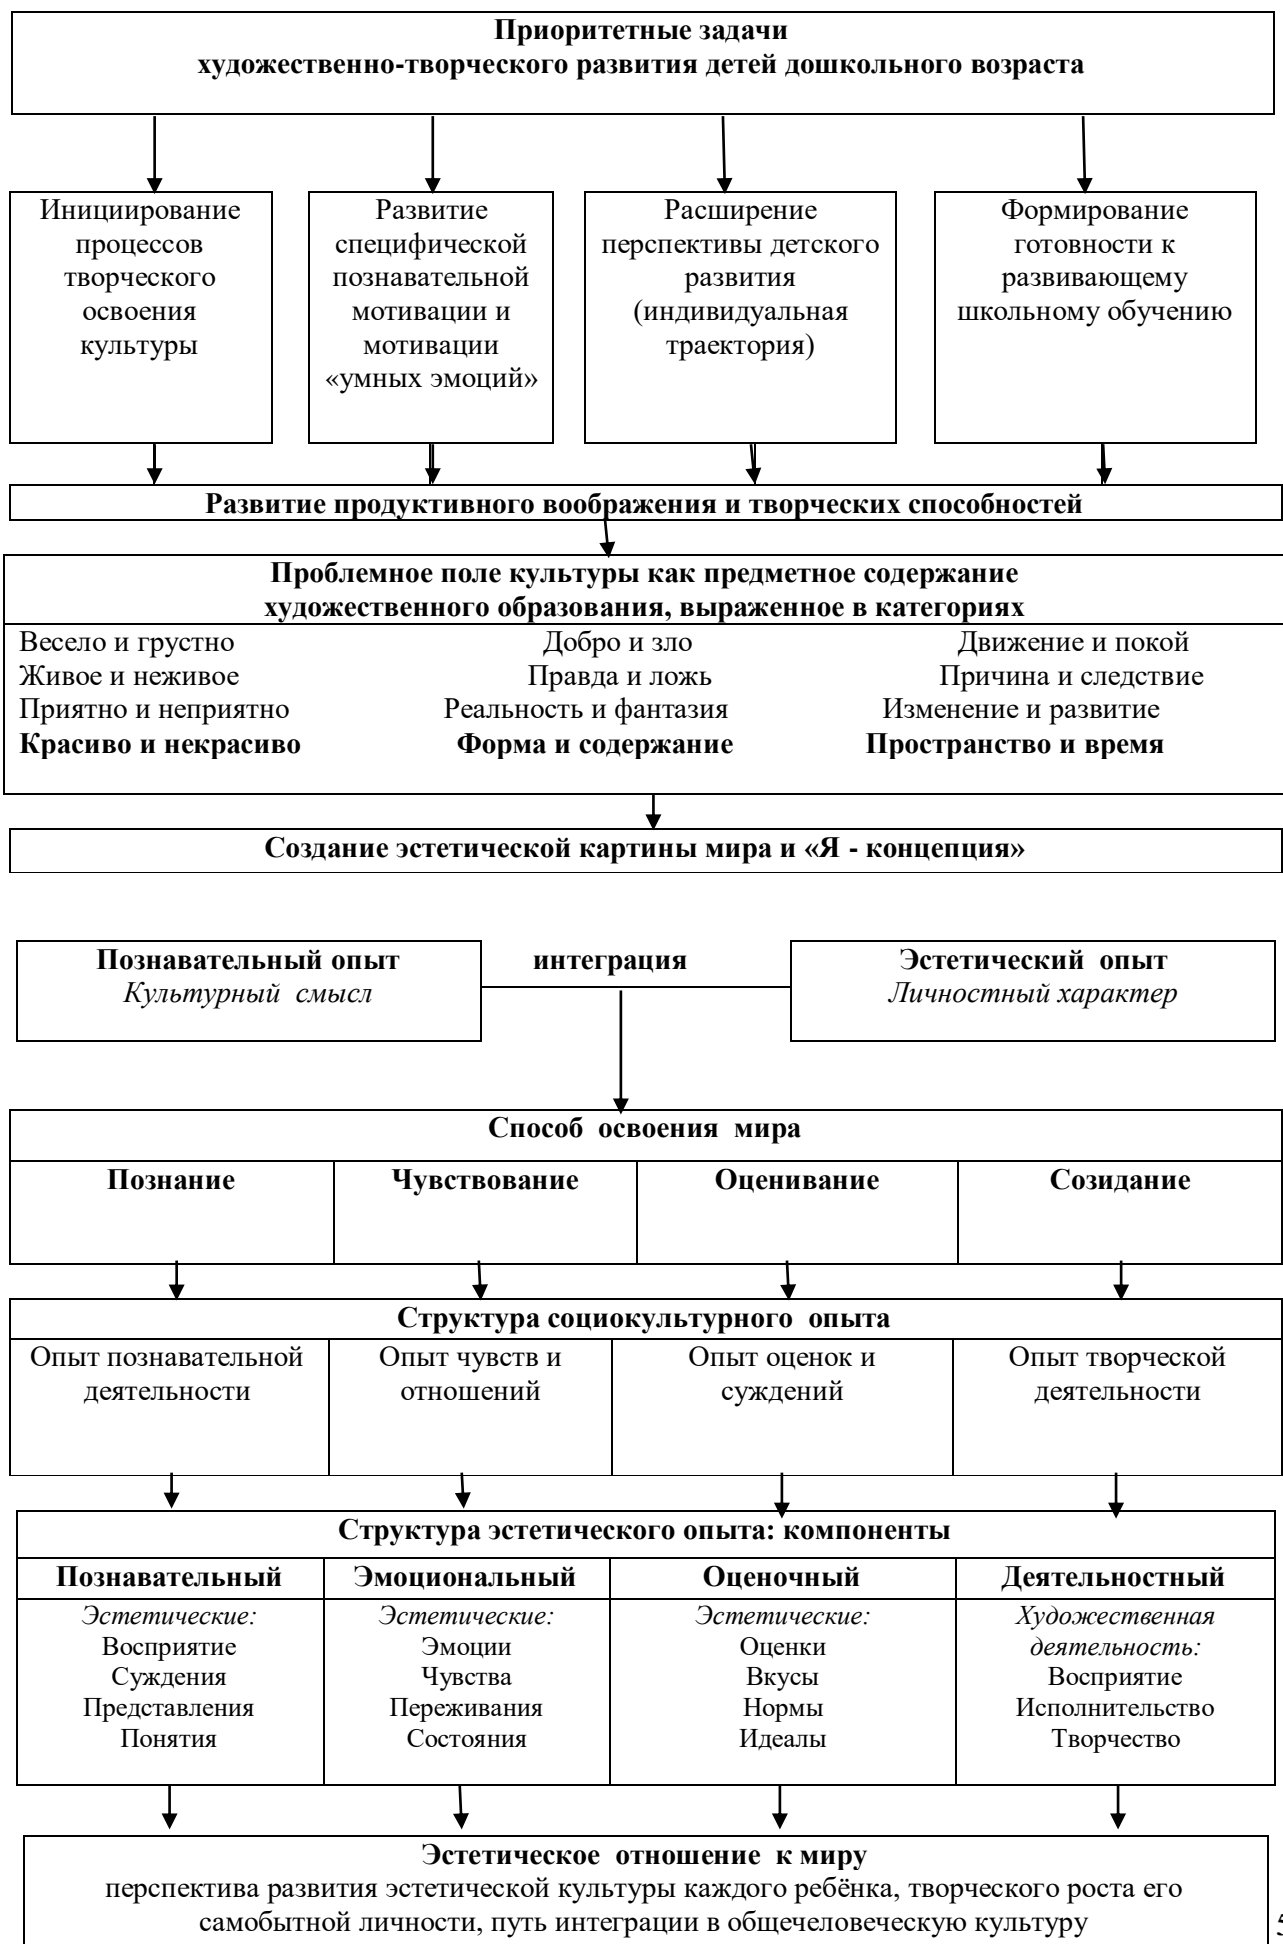 Приоритетные задачи
художественно-творческого развития детей дошкольного возраста
Инициирование
процессов
творческого
освоения
культуры
Развитие
специфической
познавательной
мотивации и
мотивации
«умных эмоций»
Расширение
перспективы детского
развития
(индивидуальная
траектория)
Формирование
готовности к
развивающему
школьному обучению
Развитие продуктивного воображения и творческих способностей
Проблемное поле культуры как предметное содержание
художественного образования, выраженное в категориях
Весело и грустно Добро и зло Движение и покой
Живое и неживое Правда и ложь Причина и следствие
Приятно и неприятно Реальность и фантазия Изменение и развитие
Красиво и некрасиво Форма и содержание Пространство и время
Создание эстетической картины мира и «Я - концепция»
Познавательный опыт
Культурный смысл
интеграция
Эстетический опыт
Личностный характер
Способ освоения мира
Познание Чувствование Оценивание Созидание
Структура социокультурного опыта
Опыт познавательной
деятельности
Опыт чувств и
отношений
Опыт оценок и
суждений
Опыт творческой
деятельности
Структура эстетического опыта: компоненты
Познавательный Эмоциональный Оценочный Деятельностный
Эстетические:
Восприятие
Суждения
Представления
Понятия
Эстетические:
Эмоции
Чувства
Переживания
Состояния
Эстетические:
Оценки
Вкусы
Нормы
Идеалы
Художественная
деятельность:
Восприятие
Исполнительство
Творчество
Эстетическое отношение к миру
перспектива развития эстетической культуры каждого ребёнка, творческого роста его
самобытной личности, путь интеграции в общечеловеческую культуру